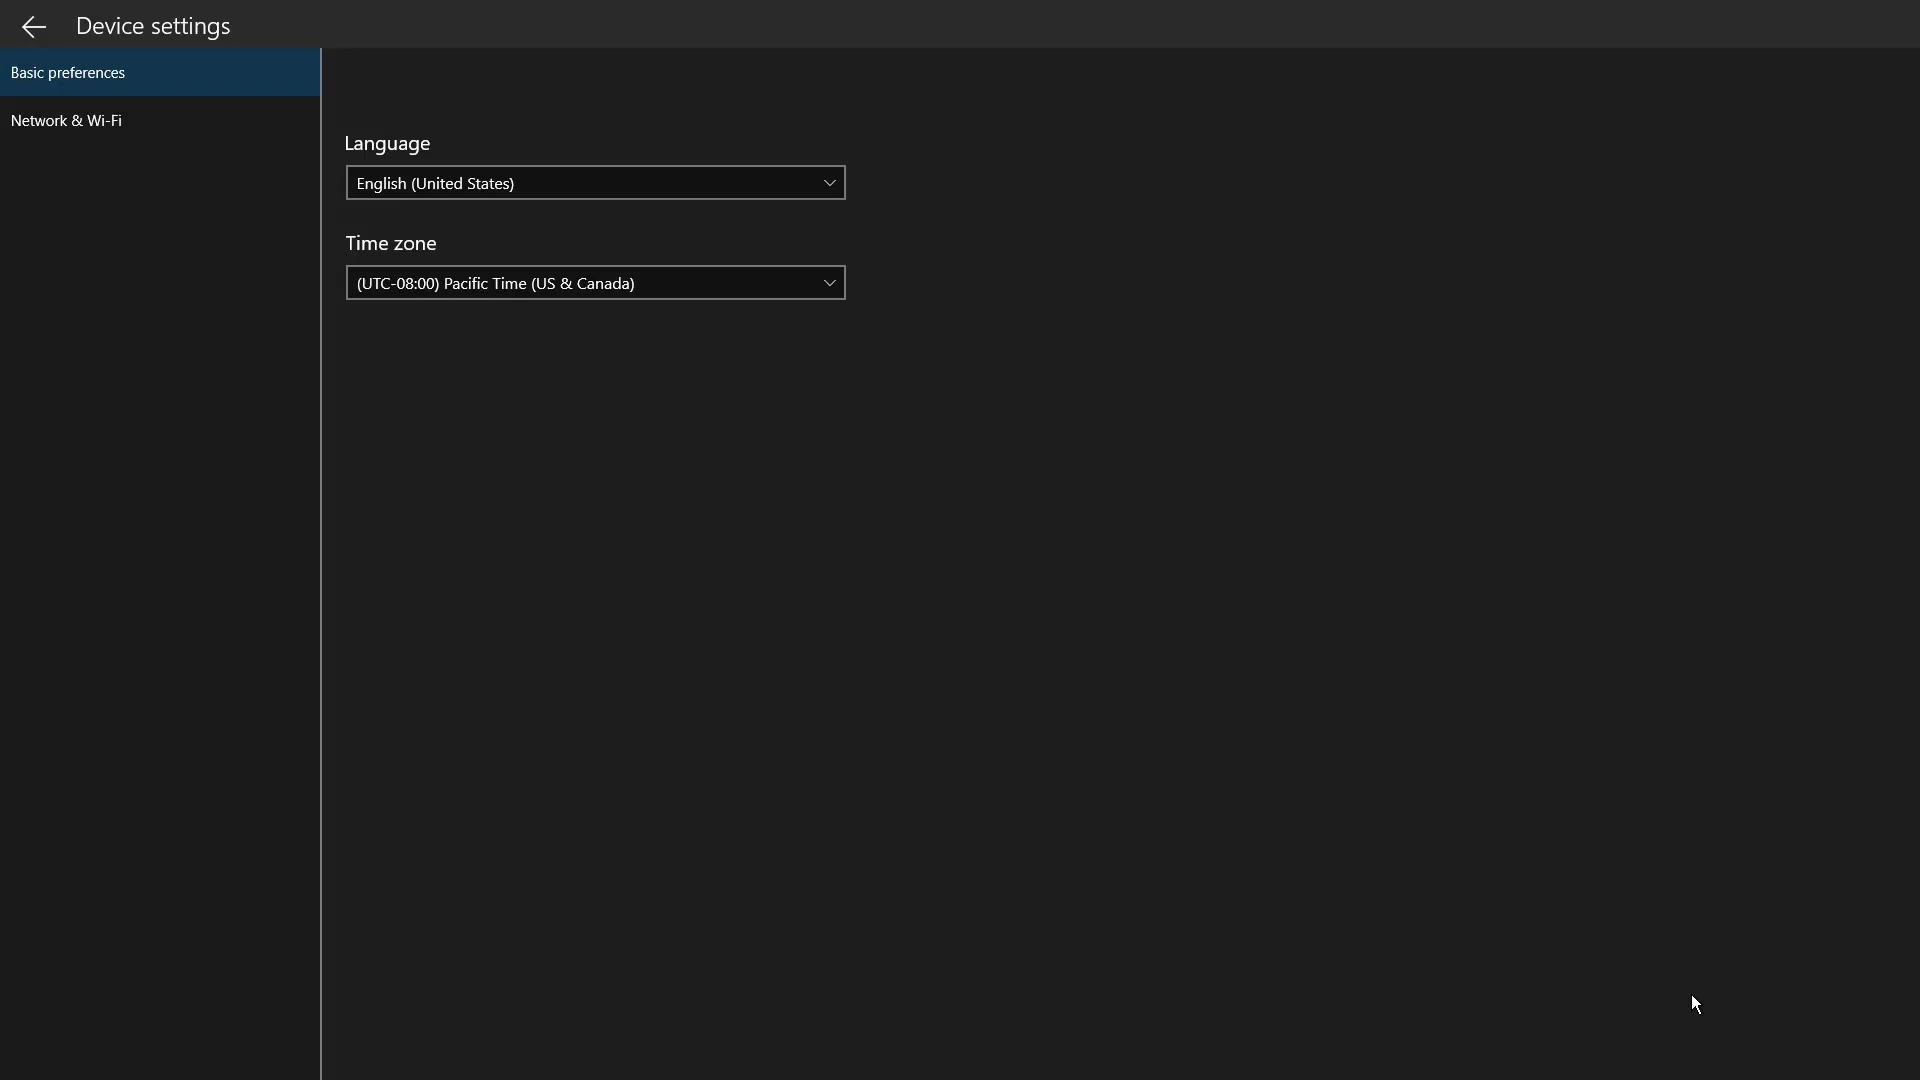 Device settings
Basic preferences
Network & Wi-Fi
Language
English (United States)
Time zone
(UTC-08:00) Pacific Time (US & Canada)